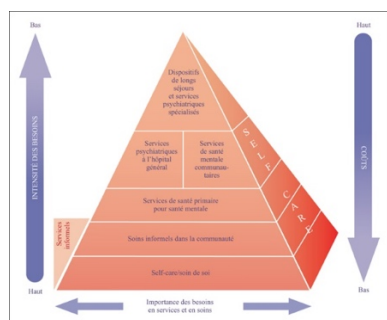 Bas
Haut
INTENSITÉ DES BESOINS
COÛTS
Dispositifs
de longs
séjours
et services
psychiatriques
spécialisés
SELF
CARE
Services
psychiatriques
à l'hôpital
général
Services
de santé
mentale
communau-
taires
Services de santé primaire
pour santé mentale
Services
informels
Soins informels dans la communauté
Self-care/soin de soi
Haut
Bas
Importance des besoins
en services et en soins